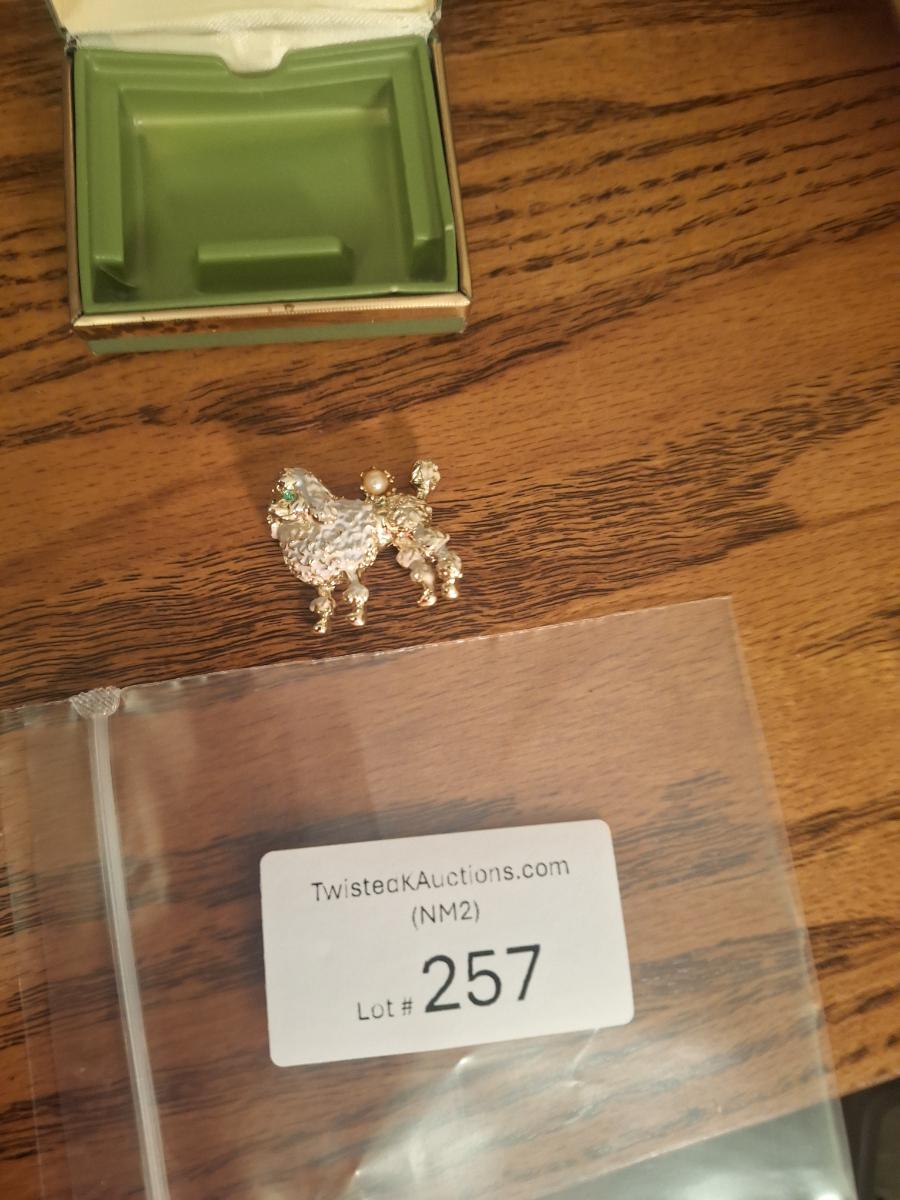 TwistedKAuctions.com
(NM2)
Lot # 257